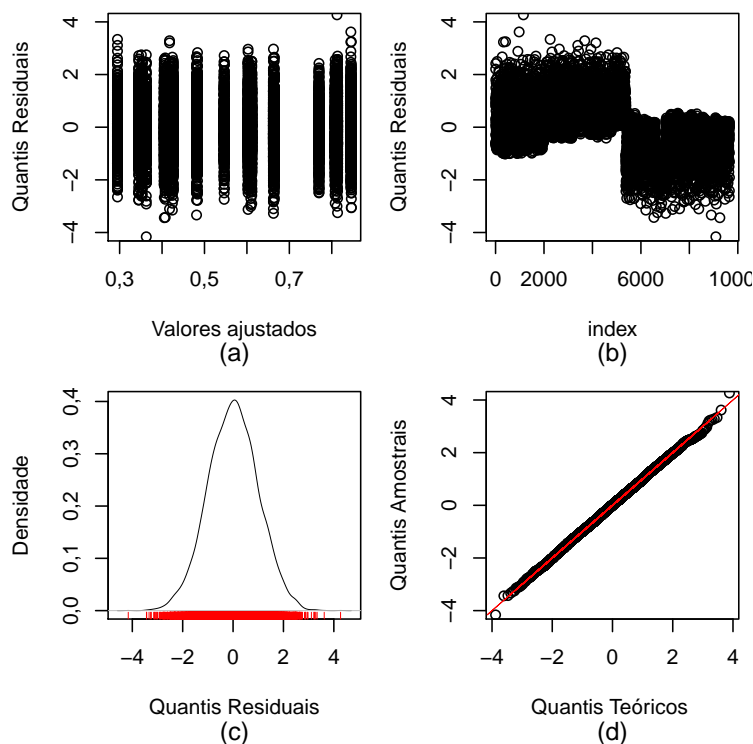 Quantis Residuais
−4 −2 0 2 4
0,3 0,5 0,7
Valores ajustados
(a)
Quantis Residuais
−4 −2 0 2 4
0 2000 6000 1000
index
(b)
Densidade
0,0 0,1 0,2 0,3 0,4
−4 −2 0 2 4
Quantis Residuais
(c)
Quantis Amostrais
−4 −2 0 2 4
−4 −2 0 2 4
Quantis Teóricos
(d)